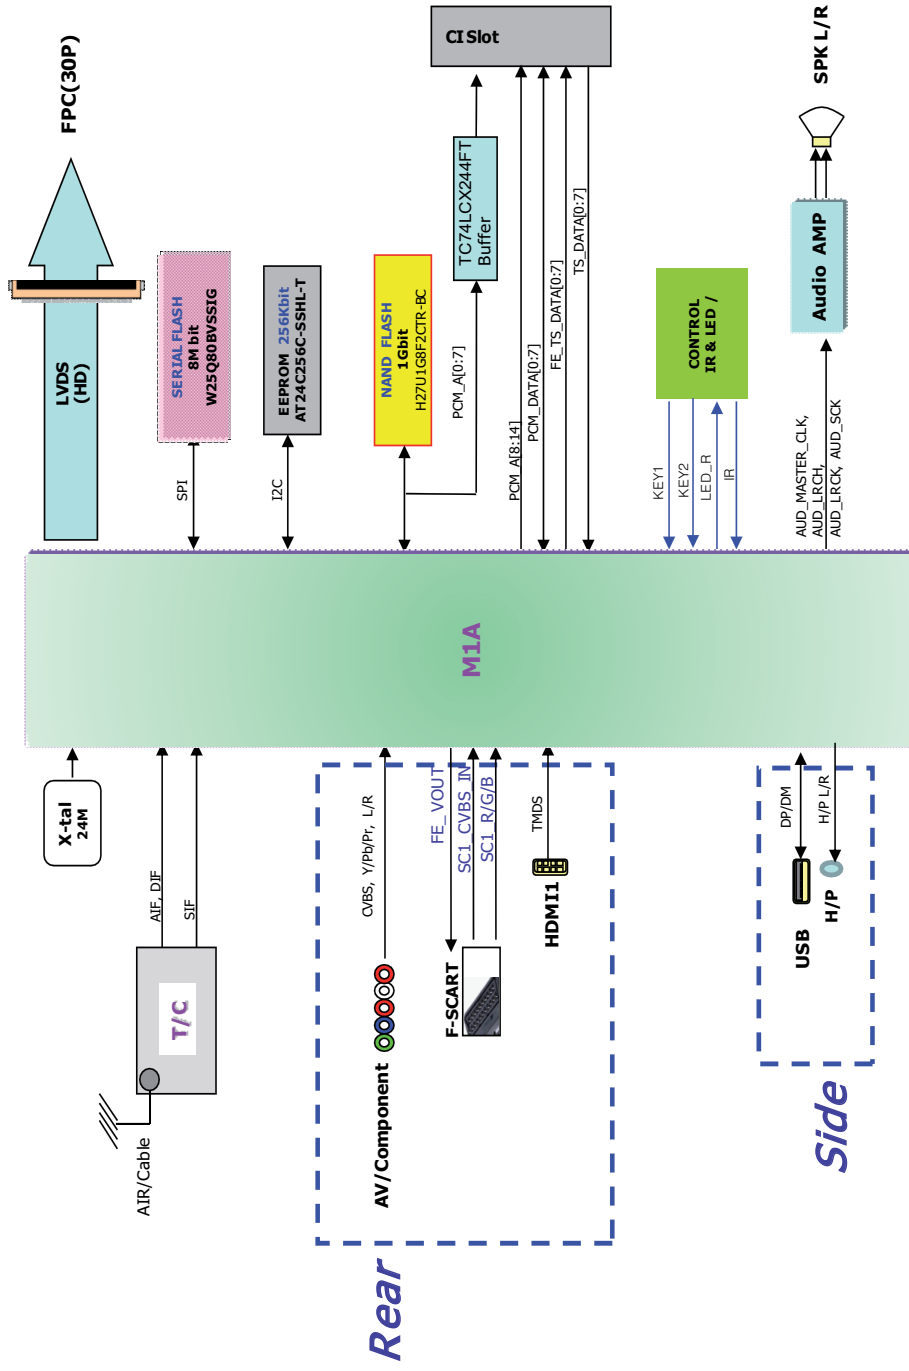 Rear
AIR/Cable
T/C
AIF, DIF
SIF
X-tal
24M
AV/Component
CVBS, Y/Pb/Pr, L/R
F-SCART
FE_VOUT
SC1_CVBS_IN
SC1_R/G/B
HDMI1
TMDS
Side
USB
DP/DM
H/P
H/P L/R
M1A
LVDS
(HD)
FPC(30P)
SPI
SERIAL FLASH
8M bit
W25Q80BVSSIG
I2C
EEPROM 256Kbit
AT24C256C-SSHL-T
NAND FLASH
1Gbit
H27U1G8F2CTR-BC
PCM_A[0:7]
TC74LCX244FT
Buffer
CI Slot
PCM_A[8:14]
PCM_DATA[0:7]
FE_TS_DATA[0:7]
TS_DATA[0:7]
KEY1
KEY2
LED_R
IR
CONTROL
IR & LED /
AUD_MASTER_CLK,
AUD_LRCH,
AUD_LRCK, AUD_SCK
Audio AMP
SPK L/R